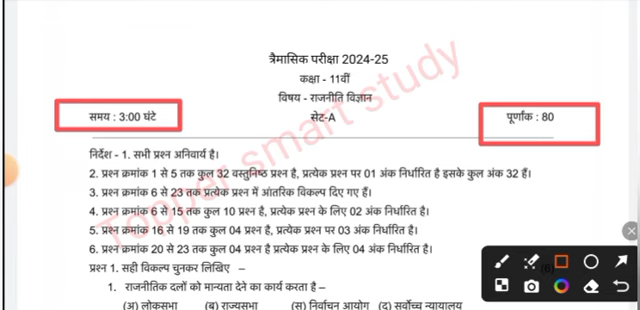 त्रैमासिक परीक्षा 2024-25
कक्षा - 11वीं
विषय - राजनीति विज्ञान
समय : 3:00 घंटे
सेट-A
पूर्णांक : 80
निर्देश - 1. सभी प्रश्न अनिवार्य है।
2. प्रश्न क्रमांक 1 से 5 तक कुल 32 वस्तुनिष्ठ प्रश्न है, प्रत्येक प्रश्न पर 01 अंक निर्धारित है इसके कुल अंक 32 हैं।
3. प्रश्न क्रमांक 6 से 23 तक प्रत्येक प्रश्न में आंतरिक विकल्प दिए गए हैं।
4. प्रश्न क्रमांक 6 से 15 तक कुल 10 प्रश्न है, प्रत्येक प्रश्न के लिए 02 अंक निर्धारित है।
5. प्रश्न क्रमांक 16 से 19 तक कुल 04 प्रश्न है, प्रत्येक प्रश्न पर 03 अंक निर्धारित है।
6. प्रश्न क्रमांक 20 से 23 तक कुल 04 प्रश्न है प्रत्येक प्रश्न के लिए 04 अंक निर्धारित है।
प्रश्न 1. सही विकल्प चुनकर लिखिए –
(6)
1. राजनीतिक दलों को मान्यता देने का कार्य करता है –
(अ) लोकसभा (ब) राज्यसभा (स) निर्वाचन आयोग (द) सर्वोच्च न्यायालय
Topper smart study